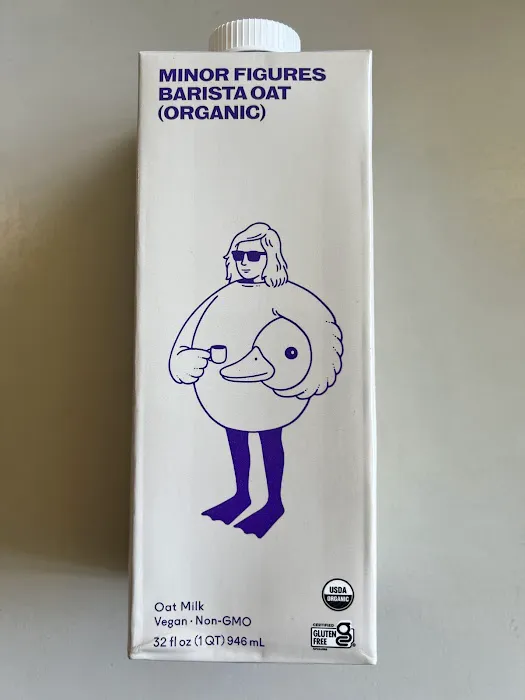 MINOR FIGURES
BARISTA OAT
(ORGANIC)
Oat Milk
Vegan · Non-GMO
32 fl oz (1 QT) 946 mL
USDA
ORGANIC
CERTIFIED
GLUTEN
FREE